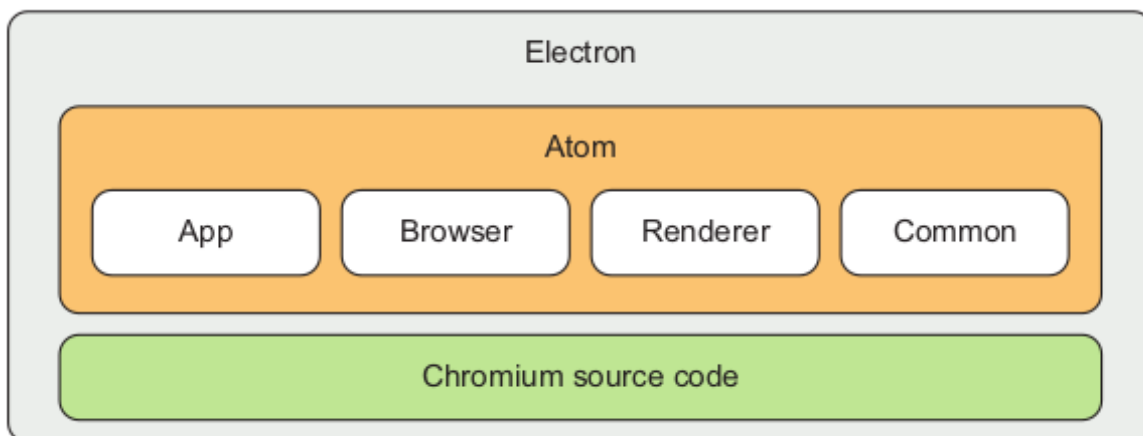 Electron
Atom
App Browser Renderer Common
Chromium source code